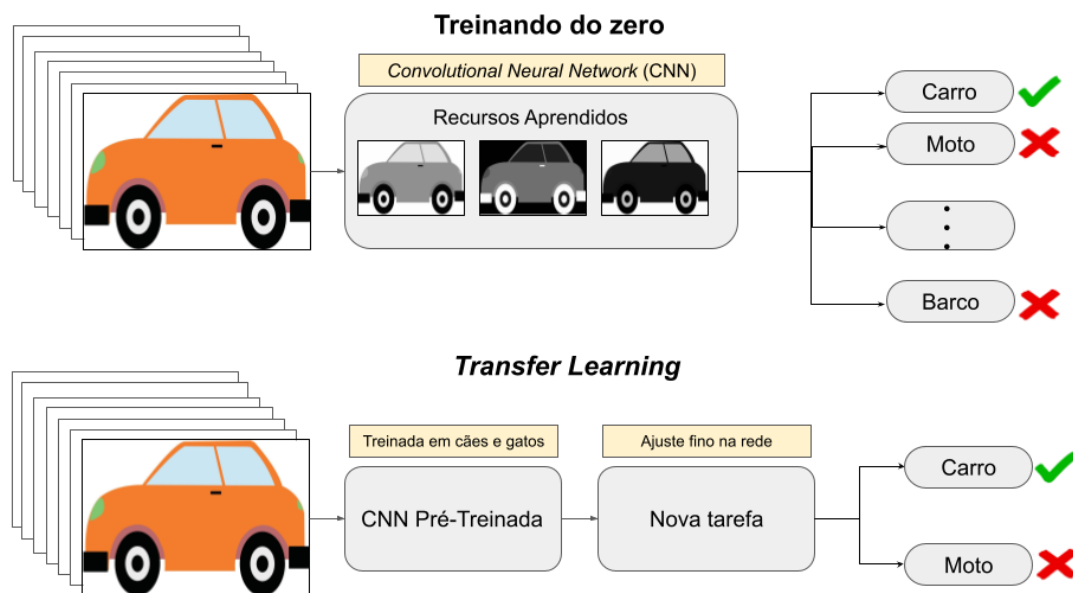 Treinando do zero
Convolutional Neural Network (CNN)
Recursos Aprendidos
Carro
Moto
Barco
Transfer Learning
Treinada em cães e gatos
Ajuste fino na rede
CNN Pré-Treinada
Nova tarefa
Carro
Moto